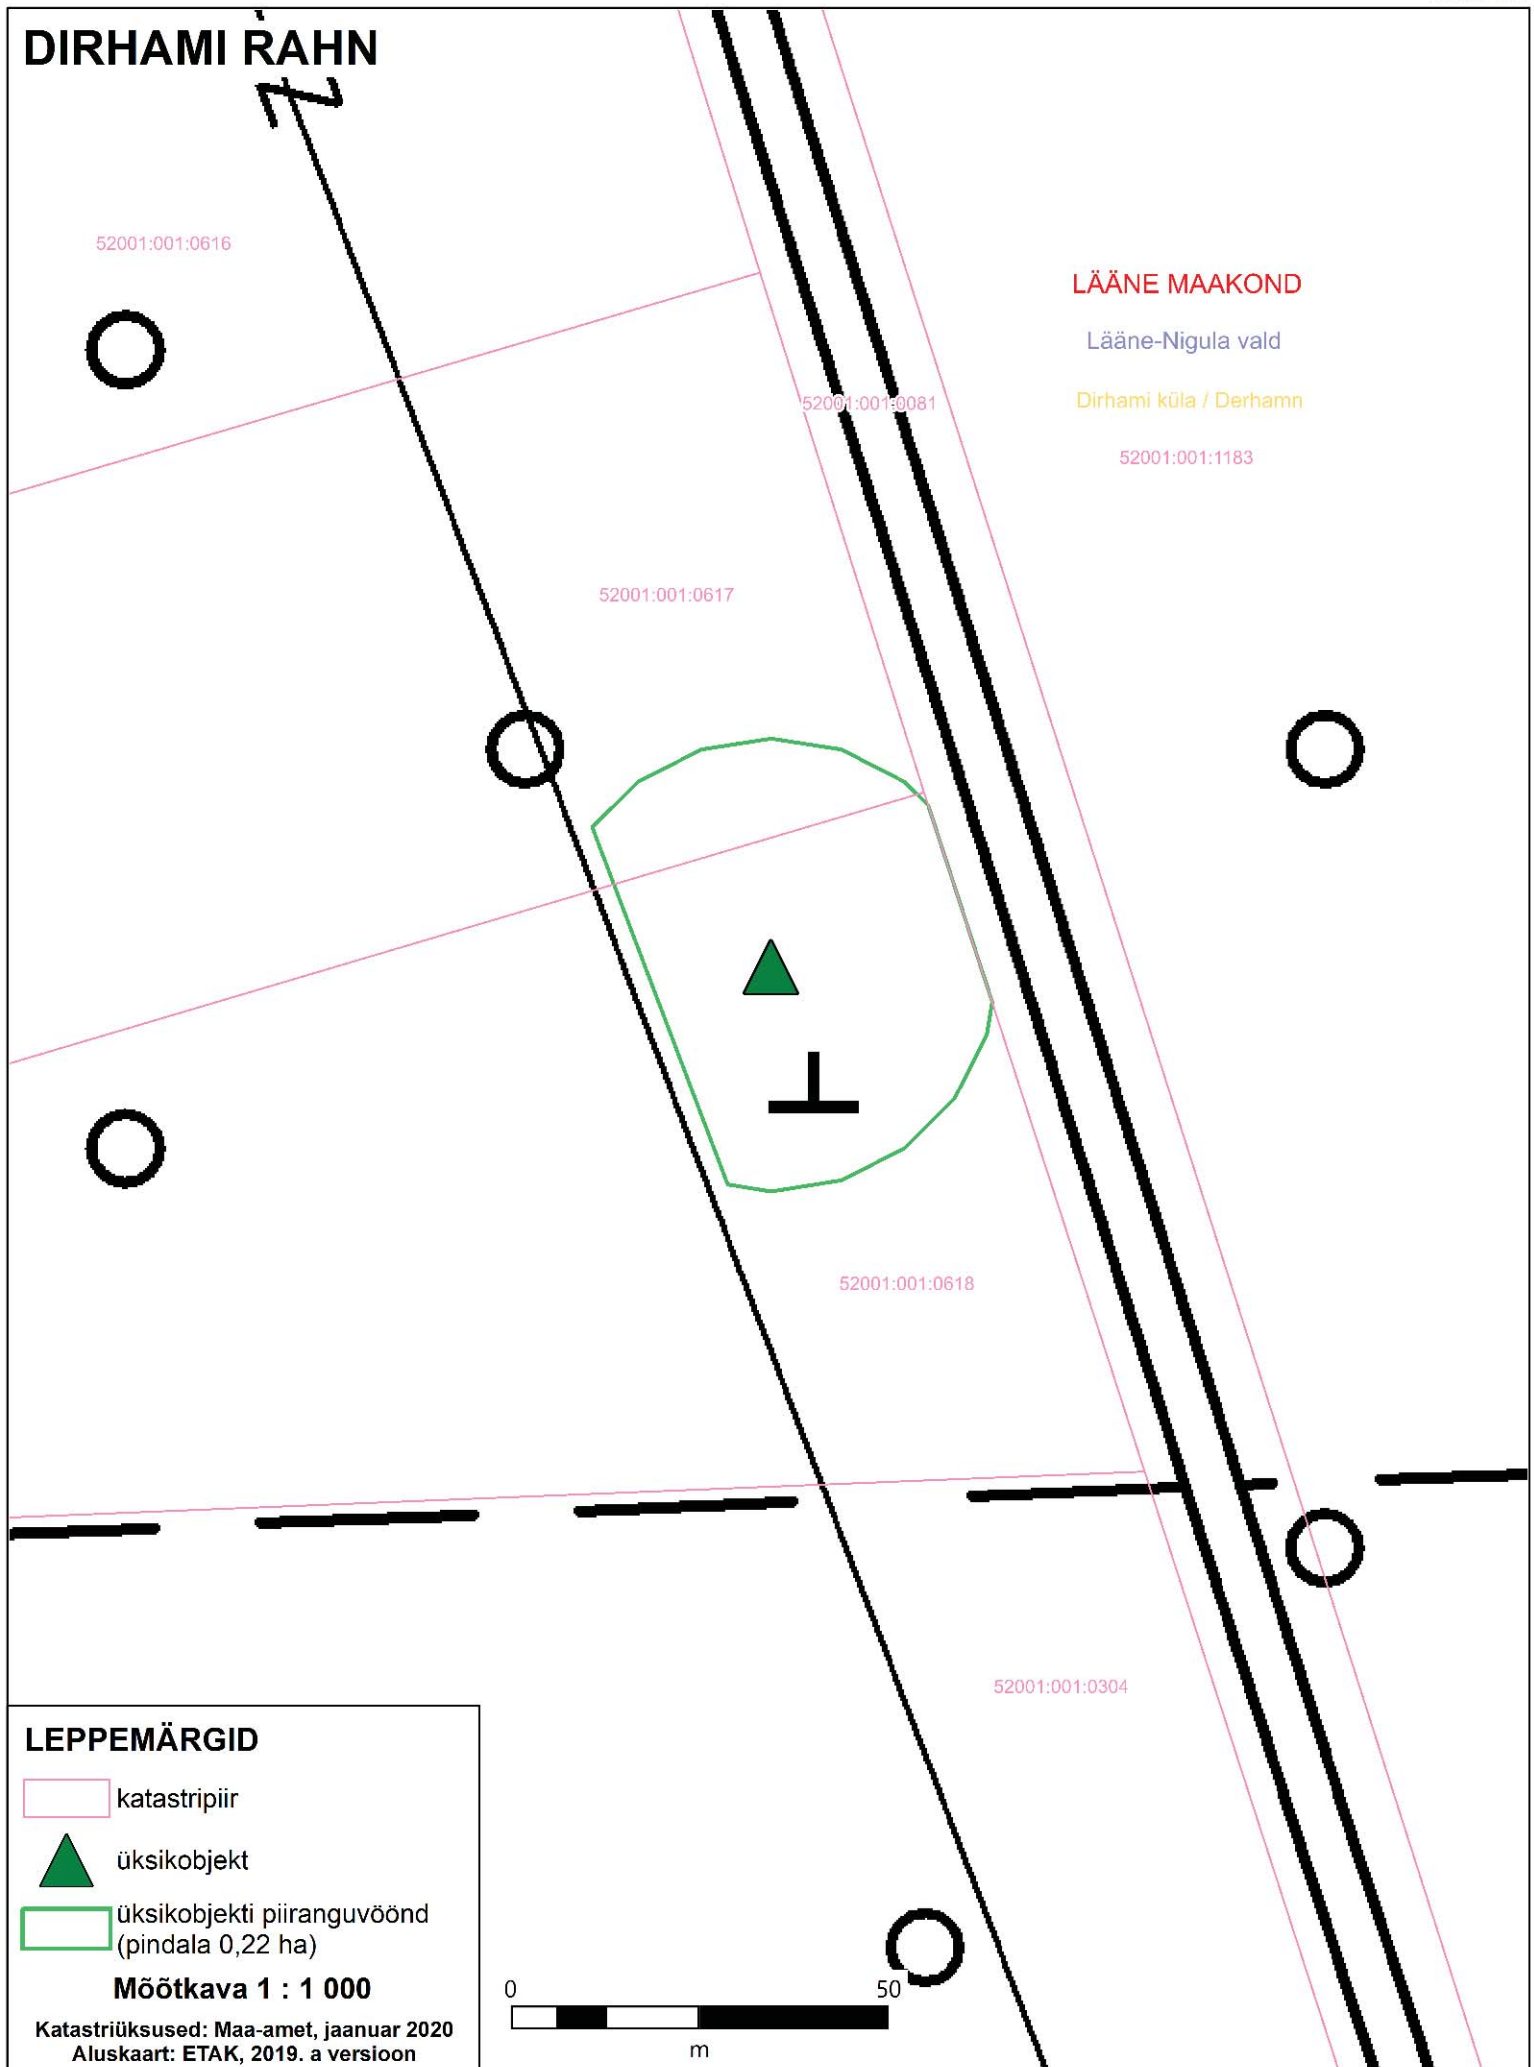 DIRHAMI RAHN
52001:001:0616
LÄÄNE MAAKOND
Lääne-Nigula vald
Dirhami küla / Derhamn
52001:001:0081
52001:001:1183
52001:001:0617
52001:001:0618
52001:001:0304
LEPPEMÄRGID
katastripiir
üksikobjekt
üksikobjekti piiranguvöönd
(pindala 0,22 ha)
Mõõtkava 1 : 1 000
Katastriüksused: Maa-amet, jaanuar 2020
Aluskaart: ETAK, 2019. a versioon
0 50
m